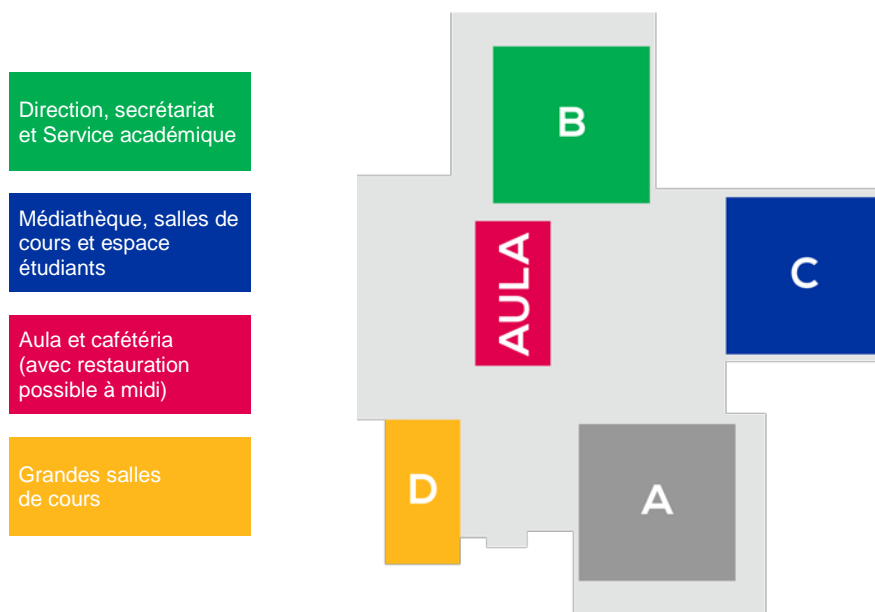 Direction, secrétariat
et Service académique
Médiathèque, salles de
cours et espace
étudiants
Aula et cafétéria
(avec restauration
possible à midi)
Grandes salles
de cours
B
AULA
C
D
A